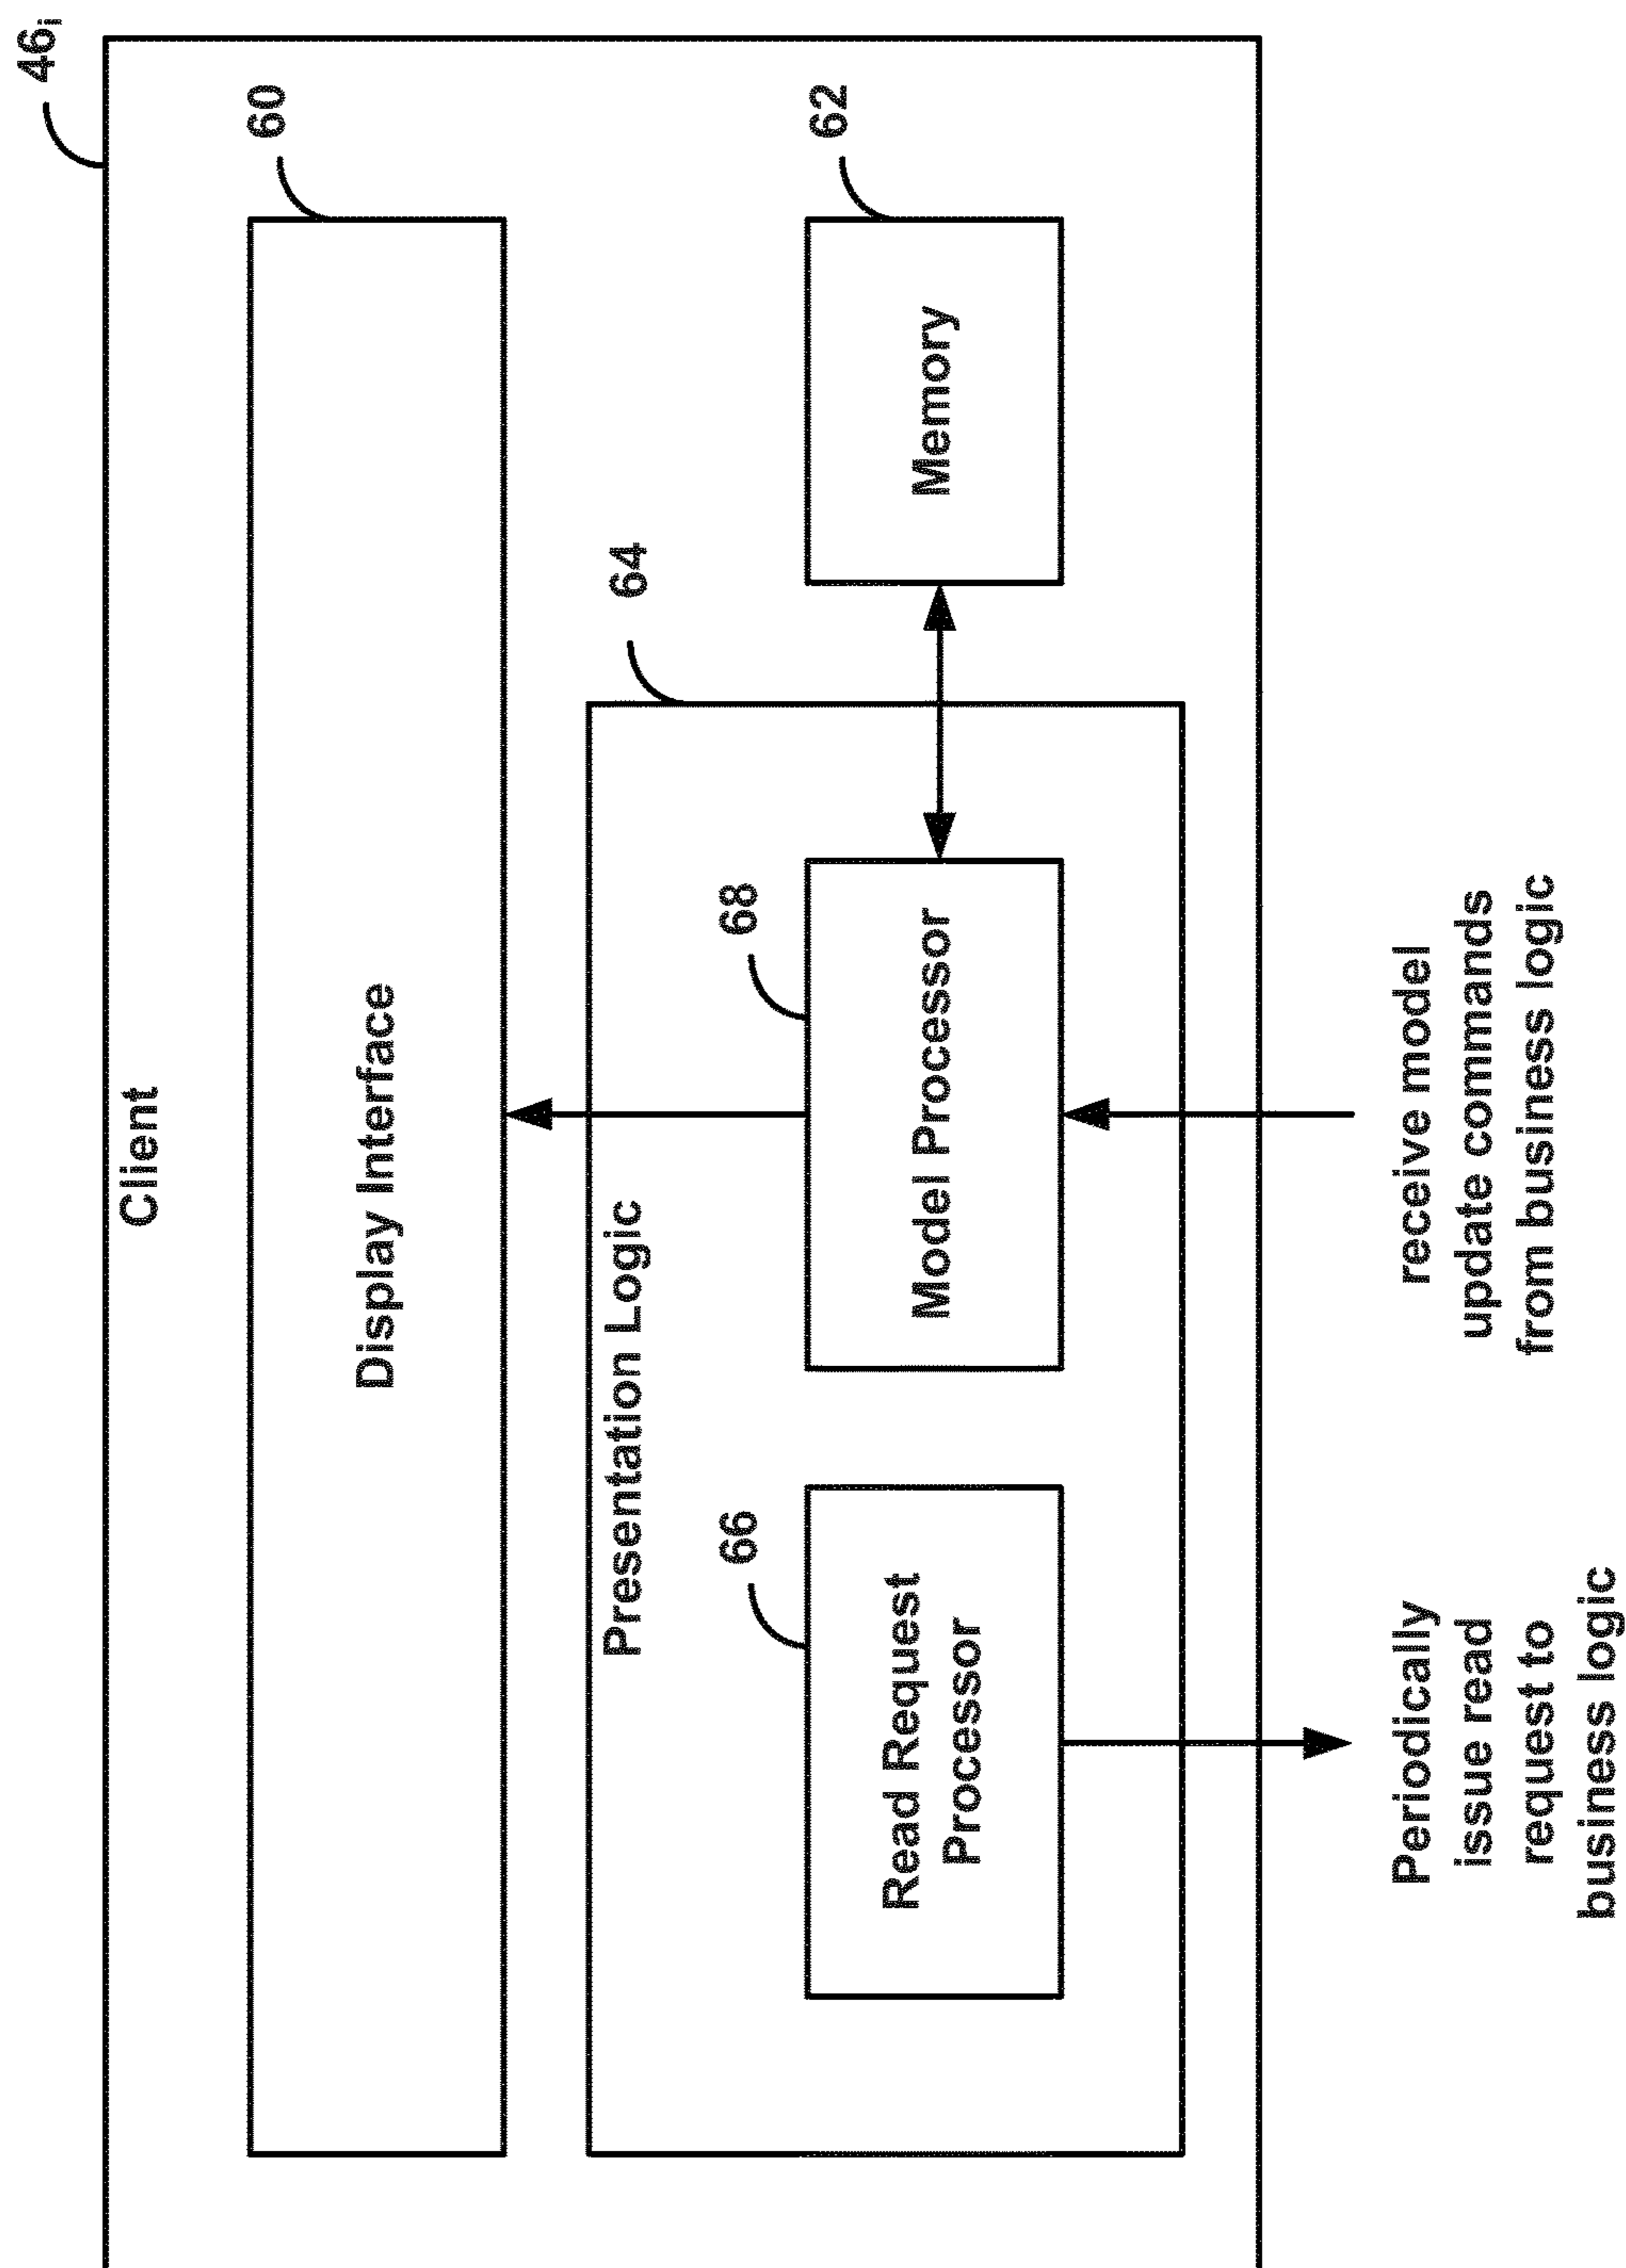 46
Client
60
Display Interface
Presentation Logic
64
66
68
62
Read Request
Processor
Model Processor
Memory
Periodically
issue read
request to
business logic
receive model
update commands
from business logic